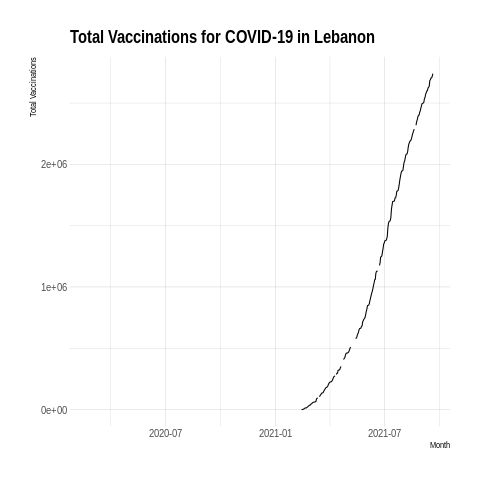 Total Vaccinations for COVID-19 in Lebanon
Total Vaccinations
2e+06
1e+06
0e+00
2020-07 2021-01 2021-07
Month